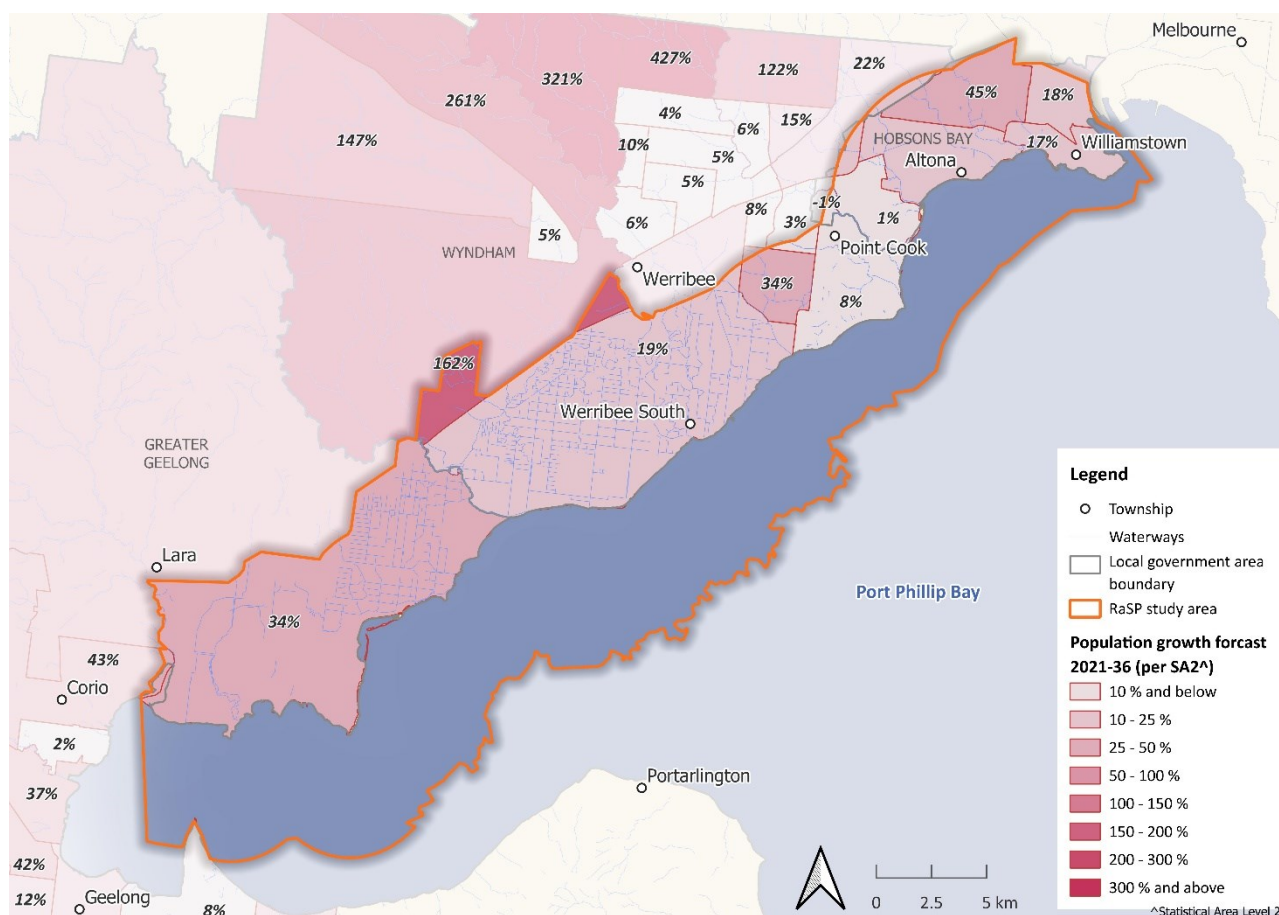 Melbourne
427%
22%
321%
122%
45%
18%
261%
4%
15%
6%
147%
10%
5%
HOBSONS BAY
17%
Williamstown
Altona
5%
-1%
1%
6%
8%
3%
5%
Point Cook
WYNDHAM
Werribee
34%
8%
19%
162%
Werribee South
GREATER
GEELONG
Lara
34%
Port Phillip Bay
43%
Corio
2%
37%
Portarlington
42%
12%
Geelong
8%
0 2.5 5 km
Legend
Township
Waterways
Local government area
boundary
RaSP study area
Population growth forcast
2021-36 (per SA2^)
10 % and below
10 - 25 %
25 - 50 %
50 - 100 %
100 - 150 %
150 - 200 %
200 - 300 %
300 % and above
^Statistical Area Level 2